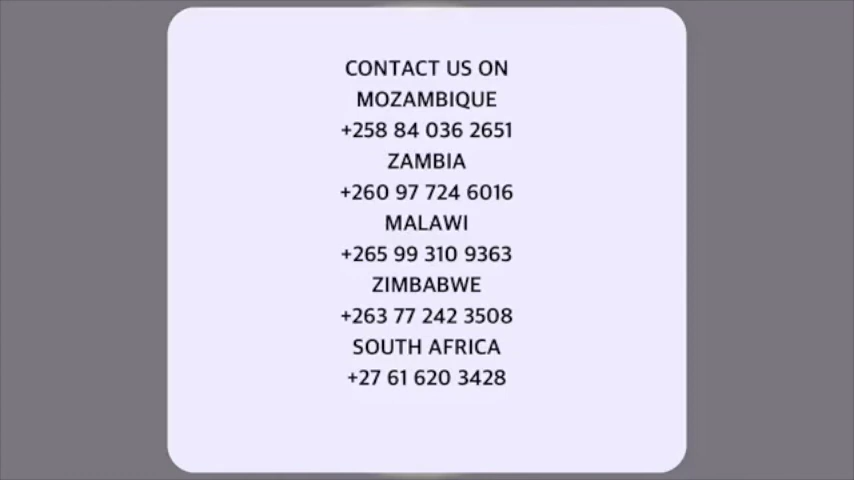 CONTACT US ON
MOZAMBIQUE
+258 84 036 2651
ZAMBIA
+260 97 724 6016
MALAWI
+265 99 310 9363
ZIMBABWE
+263 77 242 3508
SOUTH AFRICA
+27 61 620 3428